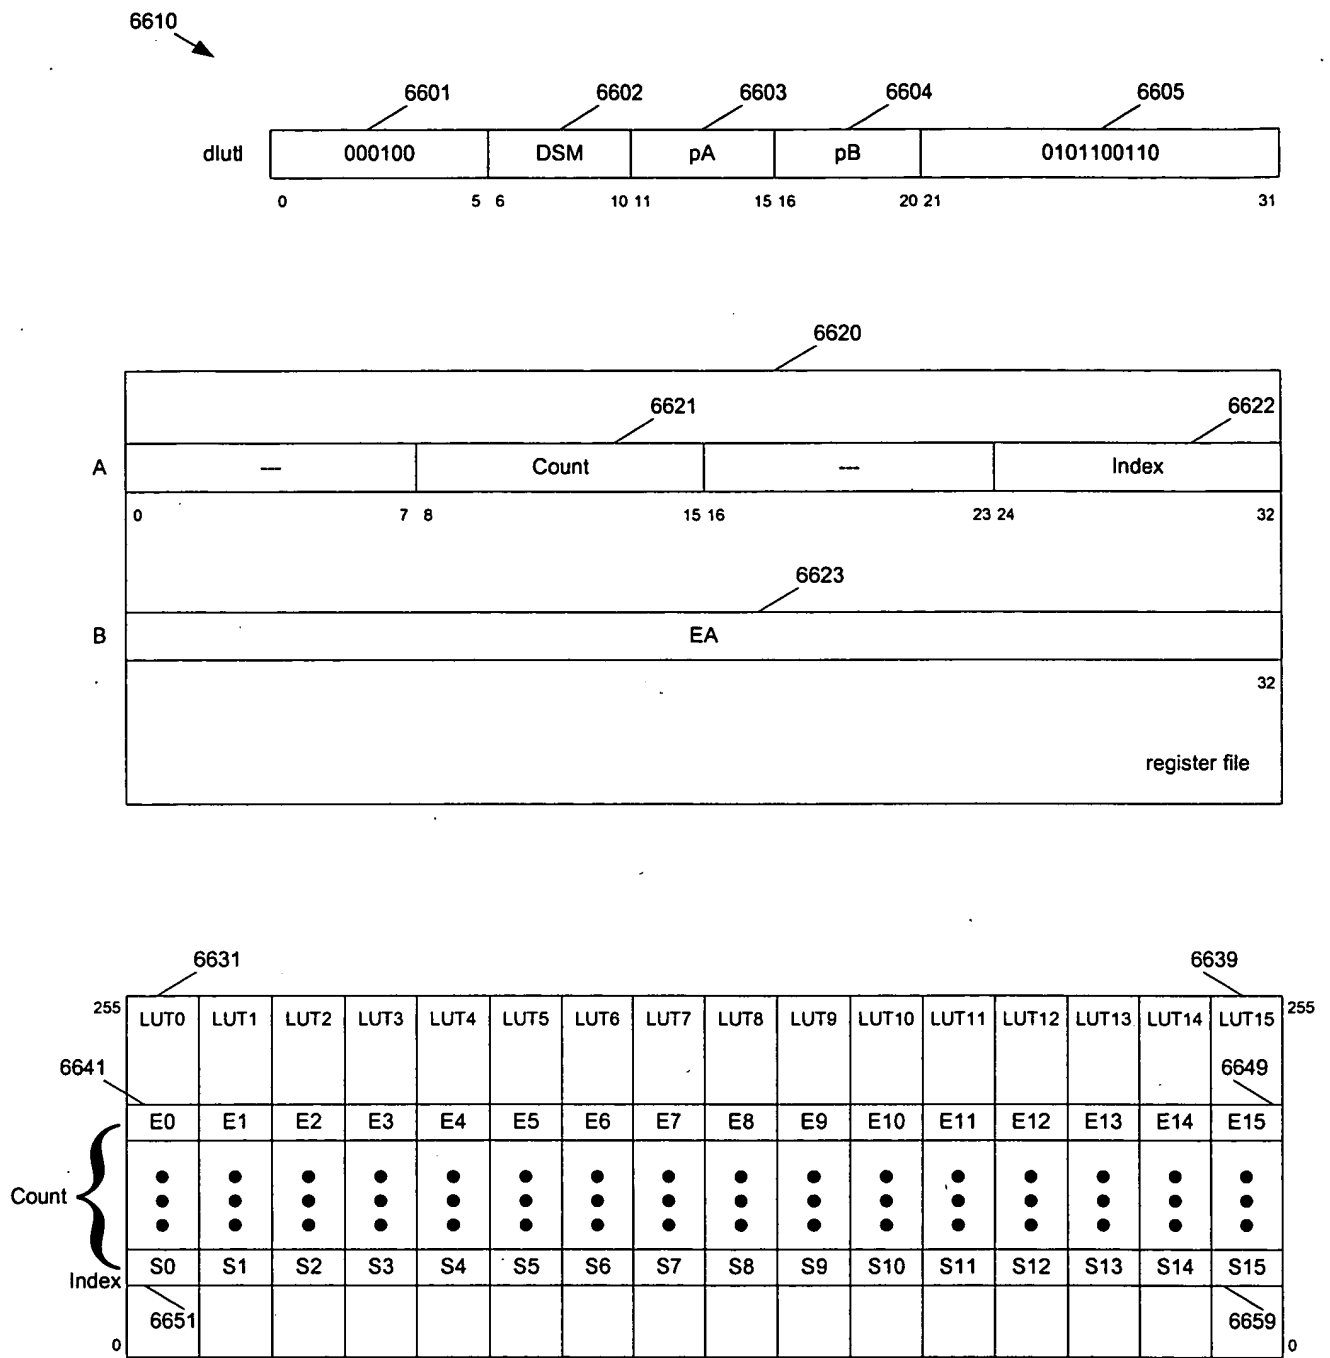 6610
6601 6602 6603 6604 6605
dlutl 000100 DSM pA pB 0101100110
0 5 6 10 11 15 16 20 21 31
6620
6621 6622
A --- Count --- Index
0 7 8 15 16 23 24 32
6623
B EA
32
register file
6631 6639
255 LUT0 LUT1 LUT2 LUT3 LUT4 LUT5 LUT6 LUT7 LUT8 LUT9 LUT10 LUT11 LUT12 LUT13 LUT14 LUT15 255
6641 6649
E0 E1 E2 E3 E4 E5 E6 E7 E8 E9 E10 E11 E12 E13 E14 E15
Count
Index S0 S1 S2 S3 S4 S5 S6 S7 S8 S9 S10 S11 S12 S13 S14 S15
6651 6659
0 0